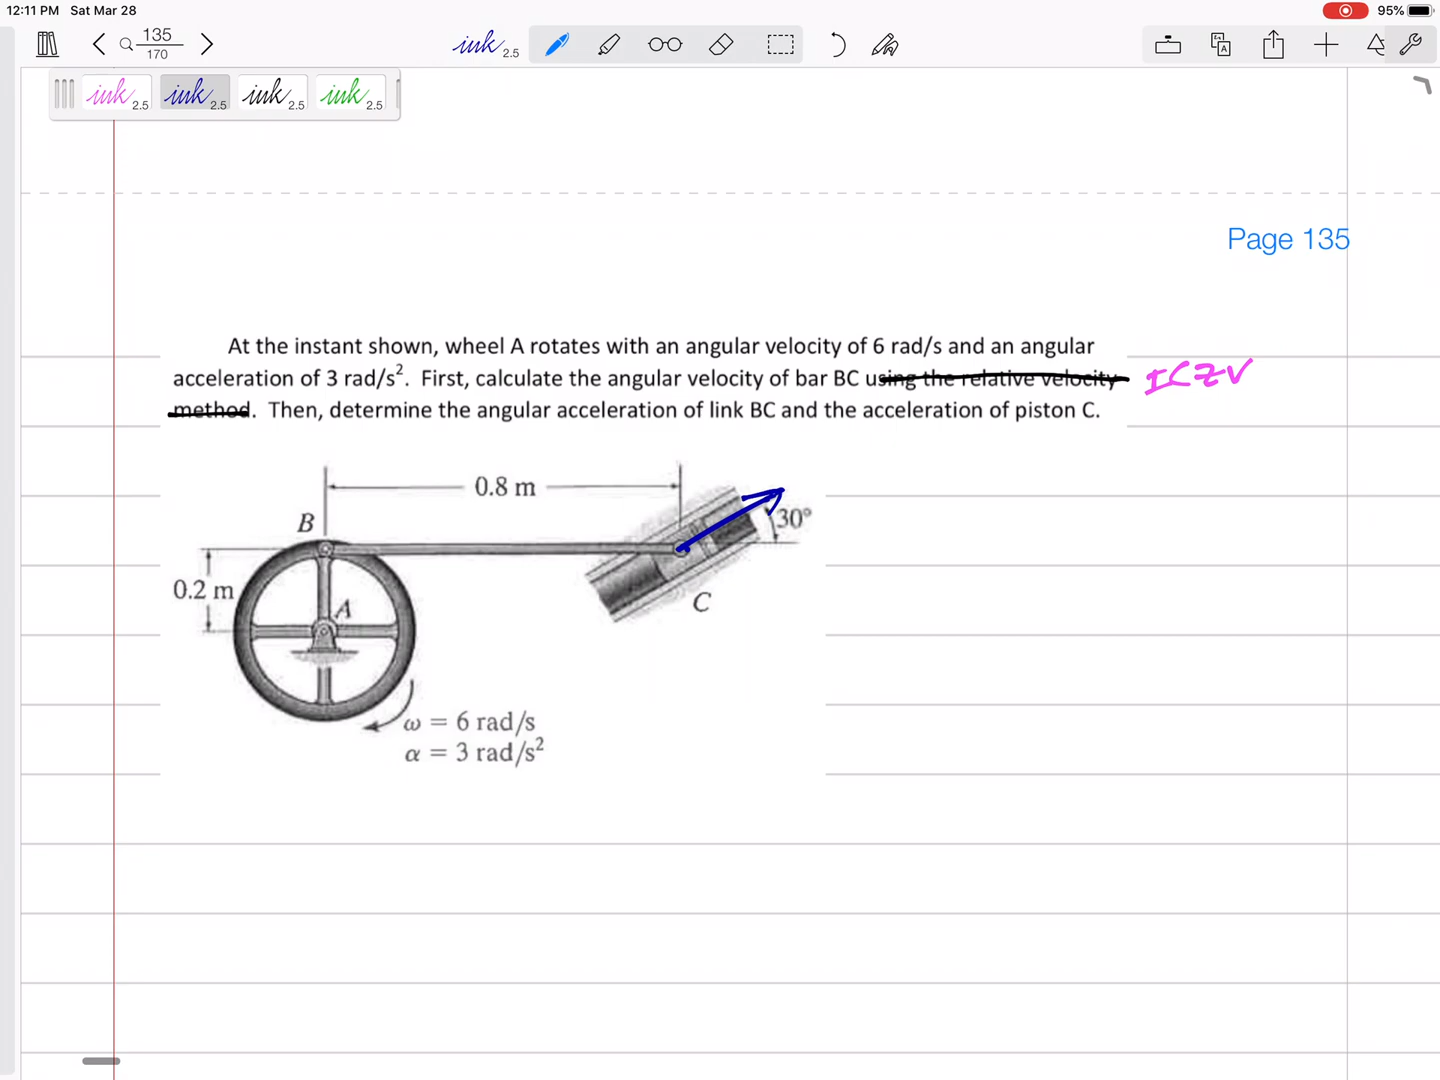 12:11 PM Sat Mar 28
95%
135
170
ink 2.5
ink 2.5
ink 2.5
ink 2.5
ink 2.5
Page 135
At the instant shown, wheel A rotates with an angular velocity of 6 rad/s and an angular
acceleration of 3 rad/s². First, calculate the angular velocity of bar BC using the relative velocity ICZV
method. Then, determine the angular acceleration of link BC and the acceleration of piston C.
0.8 m
B
30°
0.2 m
A
C
ω = 6 rad/s
α = 3 rad/s²